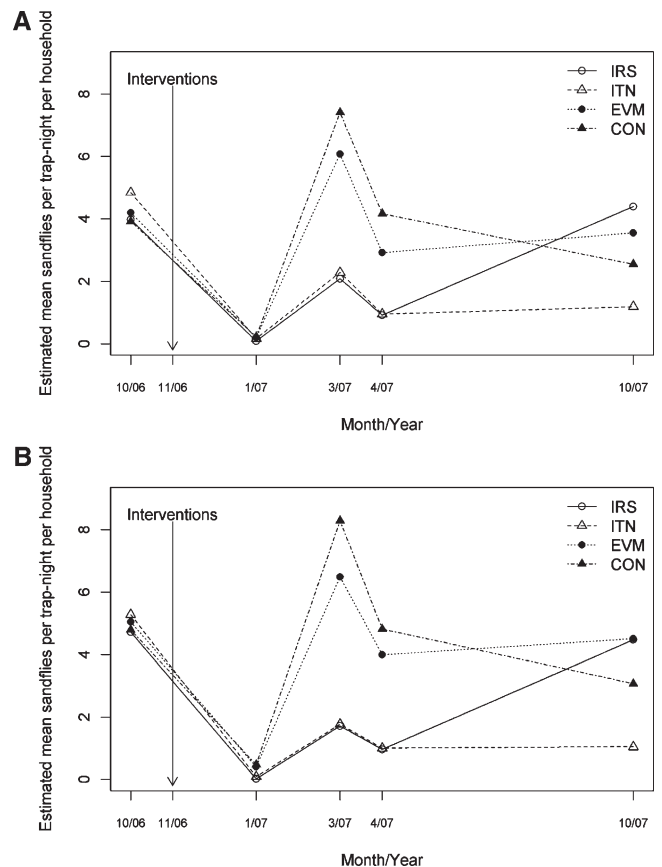 A
Estimated mean sandflies per trap-night per household
Interventions
IRS
ITN
EVM
CON
8
6
4
2
0
10/06 11/06 1/07 3/07 4/07 10/07
Month/Year
B
Estimated mean sandflies per trap-night per household
Interventions
IRS
ITN
EVM
CON
8
6
4
2
0
10/06 11/06 1/07 3/07 4/07 10/07
Month/Year